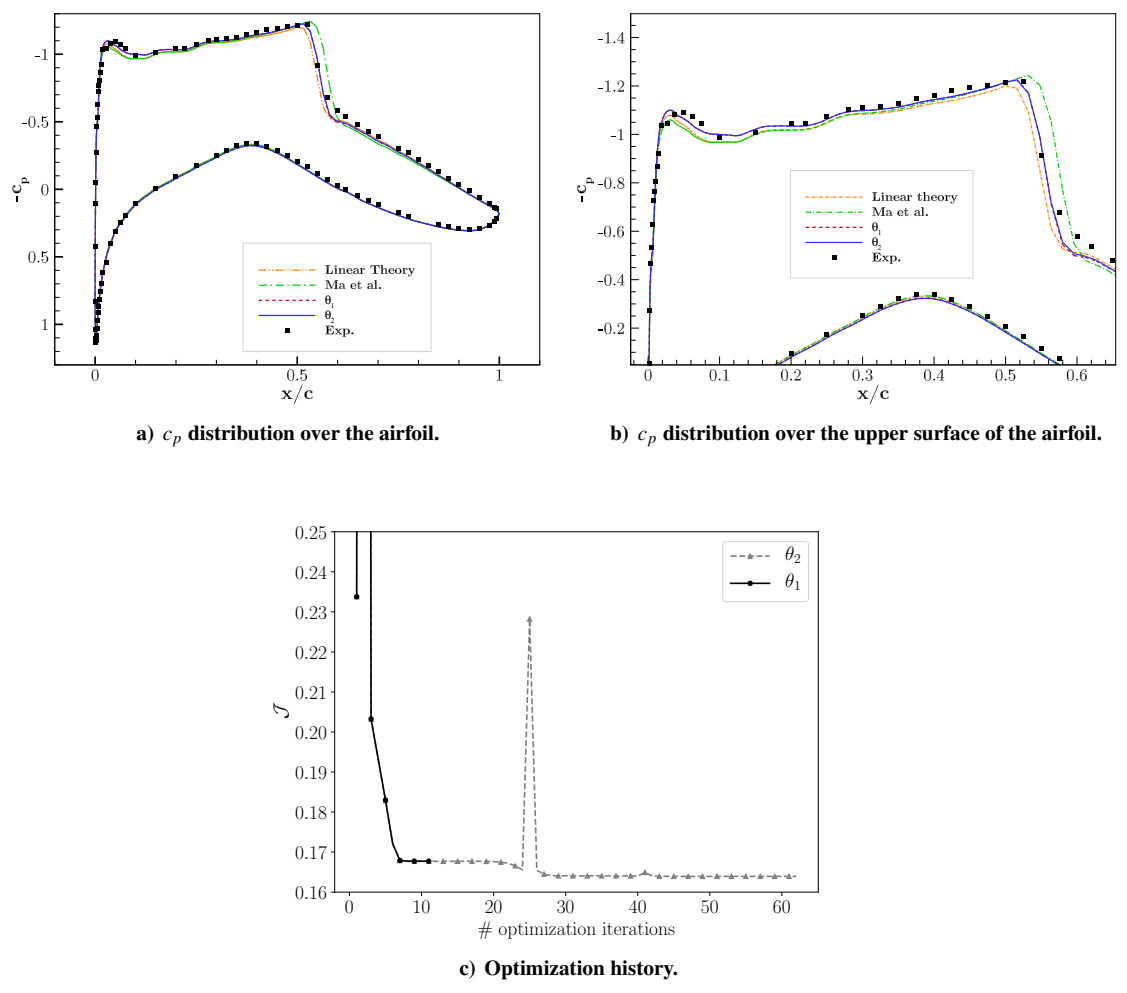 -1
-0.5
0
0.5
1
-c_p
0
0.5
1
x/c
Linear Theory
Ma et al.
θ₁
θ₂
Exp.
a) c_p distribution over the airfoil.
-1.4
-1.2
-1
-0.8
-0.6
-0.4
-0.2
-c_p
0
0.1
0.2
0.3
0.4
0.5
0.6
x/c
Linear theory
Ma et al.
θ₁
θ₂
Exp.
b) c_p distribution over the upper surface of the airfoil.
0.25
0.24
0.23
0.22
0.21
0.20
0.19
0.18
0.17
0.16
𝒥
0
10
20
30
40
50
60
# optimization iterations
θ₂
θ₁
c) Optimization history.